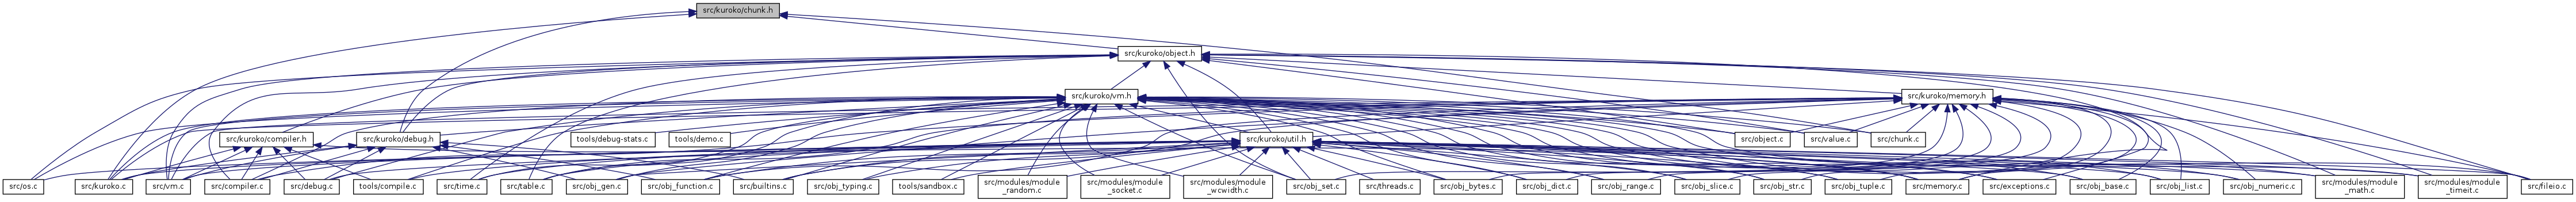 src/kuroko/chunk.h
src/kuroko/object.h
src/kuroko/vm.h
src/kuroko/memory.h
src/kuroko/compiler.h
src/kuroko/debug.h
tools/debug-stats.c
tools/demo.c
src/kuroko/util.h
src/object.c
src/value.c
src/chunk.c
src/os.c
src/kuroko.c
src/vm.c
src/compiler.c
src/debug.c
tools/compile.c
src/time.c
src/table.c
src/obj_gen.c
src/obj_function.c
src/builtins.c
src/obj_typing.c
tools/sandbox.c
src/modules/module
_random.c
src/modules/module
_socket.c
src/modules/module
_wcwidth.c
src/obj_set.c
src/threads.c
src/obj_bytes.c
src/obj_dict.c
src/obj_range.c
src/obj_slice.c
src/obj_str.c
src/obj_tuple.c
src/memory.c
src/exceptions.c
src/obj_base.c
src/obj_list.c
src/obj_numeric.c
src/modules/module
_math.c
src/modules/module
_timeit.c
src/fileio.c